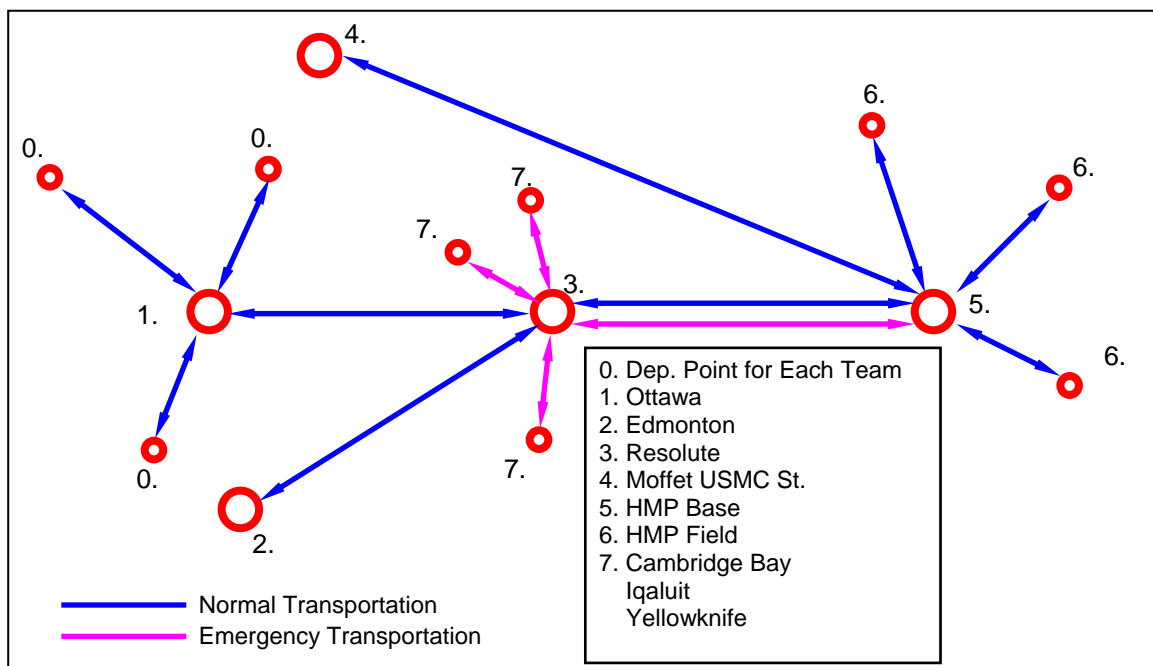 4.
6.
0.
0.
6.
7.
7.
3.
1.
5.
6.
0.
7.
2.
0. Dep. Point for Each Team
1. Ottawa
2. Edmonton
3. Resolute
4. Moffet USMC St.
5. HMP Base
6. HMP Field
7. Cambridge Bay
Iqaluit
Yellowknife
Normal Transportation
Emergency Transportation